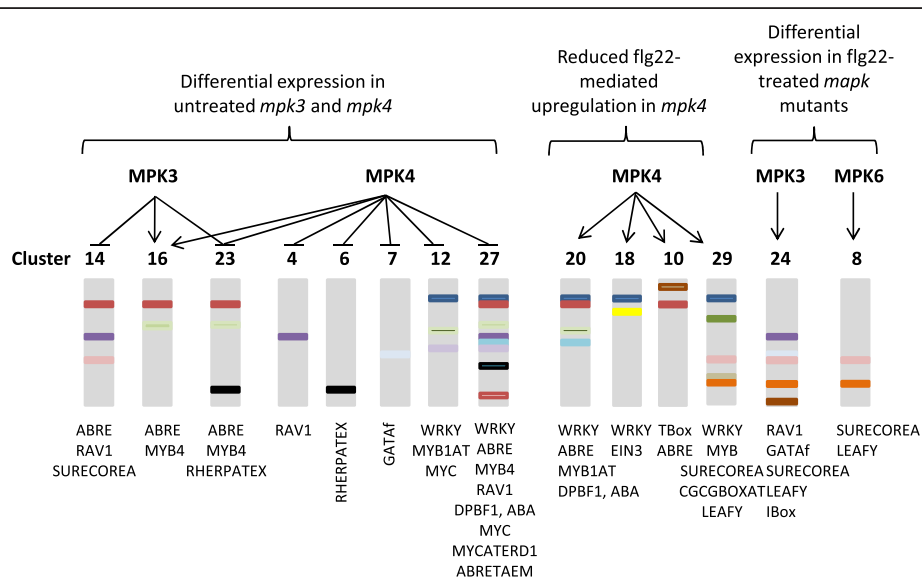 Differential expression in
untreated mpk3 and mpk4
Reduced flg22-
mediated
upregulation in mpk4
Differential
expression in flg22-
treated mapk
mutants
MPK3 MPK4 MPK4 MPK3 MPK6
Cluster 14 16 23 4 6 7 12 27 20 18 10 29 24 8
ABRE
RAV1
SURECOREA
ABRE
MYB4
ABRE
MYB4
RHERPATEX
RAV1
RHERPATEX
GATAf
WRKY
MYB1AT
MYC
WRKY
ABRE
MYB4
RAV1
DPBF1, ABA
MYC
MYCATERD1
ABRETAEM
WRKY
ABRE
MYB1AT
DPBF1, ABA
WRKY
EIN3
TBox
ABRE
WRKY
MYB
SURECOREA
CGCGBOXAT
LEAFY
RAV1
GATAf
SURECOREA
LEAFY
IBox
SURECOREA
LEAFY